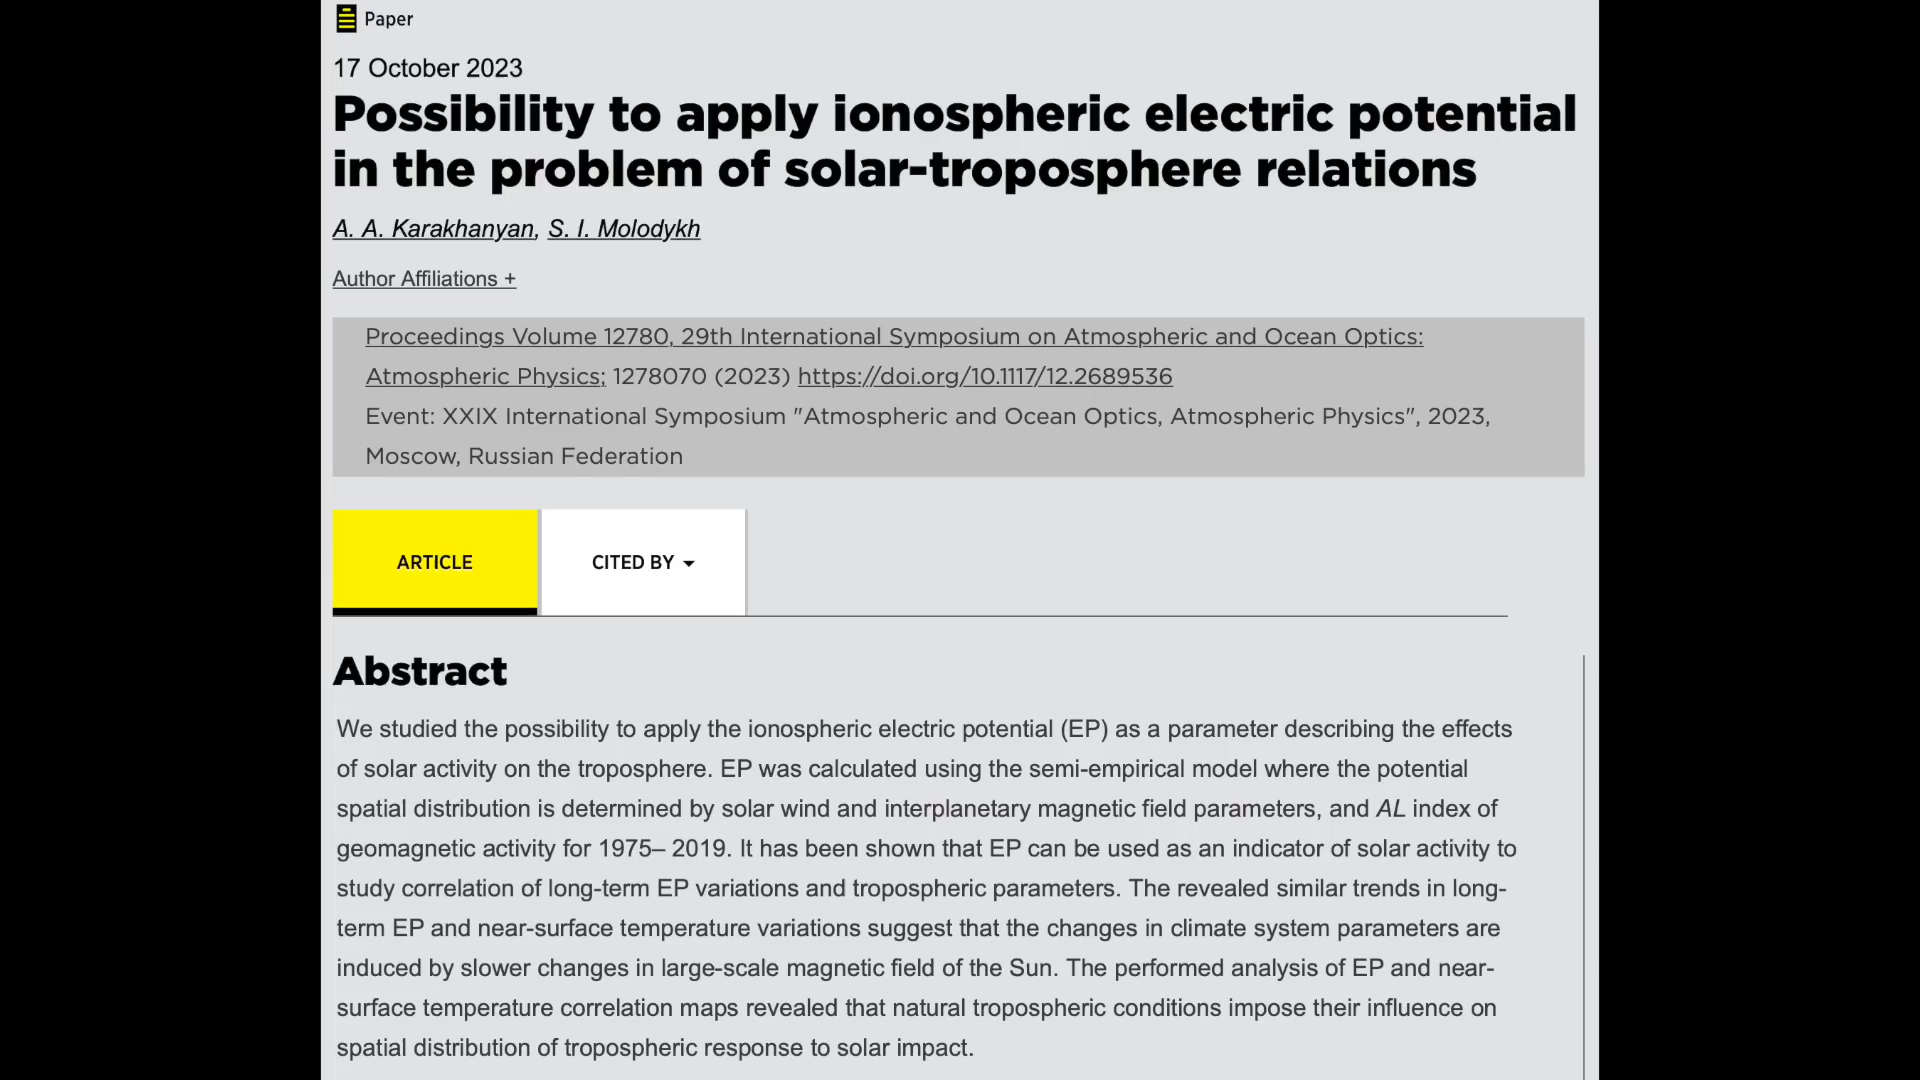 Paper
17 October 2023
Possibility to apply ionospheric electric potential
in the problem of solar-troposphere relations
A. A. Karakhanyan, S. I. Molodykh
Author Affiliations +
Proceedings Volume 12780, 29th International Symposium on Atmospheric and Ocean Optics:
Atmospheric Physics; 1278070 (2023) https://doi.org/10.1117/12.2689536
Event: XXIX International Symposium "Atmospheric and Ocean Optics, Atmospheric Physics", 2023,
Moscow, Russian Federation
ARTICLE
CITED BY
Abstract
We studied the possibility to apply the ionospheric electric potential (EP) as a parameter describing the effects
of solar activity on the troposphere. EP was calculated using the semi-empirical model where the potential
spatial distribution is determined by solar wind and interplanetary magnetic field parameters, and AL index of
geomagnetic activity for 1975– 2019. It has been shown that EP can be used as an indicator of solar activity to
study correlation of long-term EP variations and tropospheric parameters. The revealed similar trends in long-
term EP and near-surface temperature variations suggest that the changes in climate system parameters are
induced by slower changes in large-scale magnetic field of the Sun. The performed analysis of EP and near-
surface temperature correlation maps revealed that natural tropospheric conditions impose their influence on
spatial distribution of tropospheric response to solar impact.